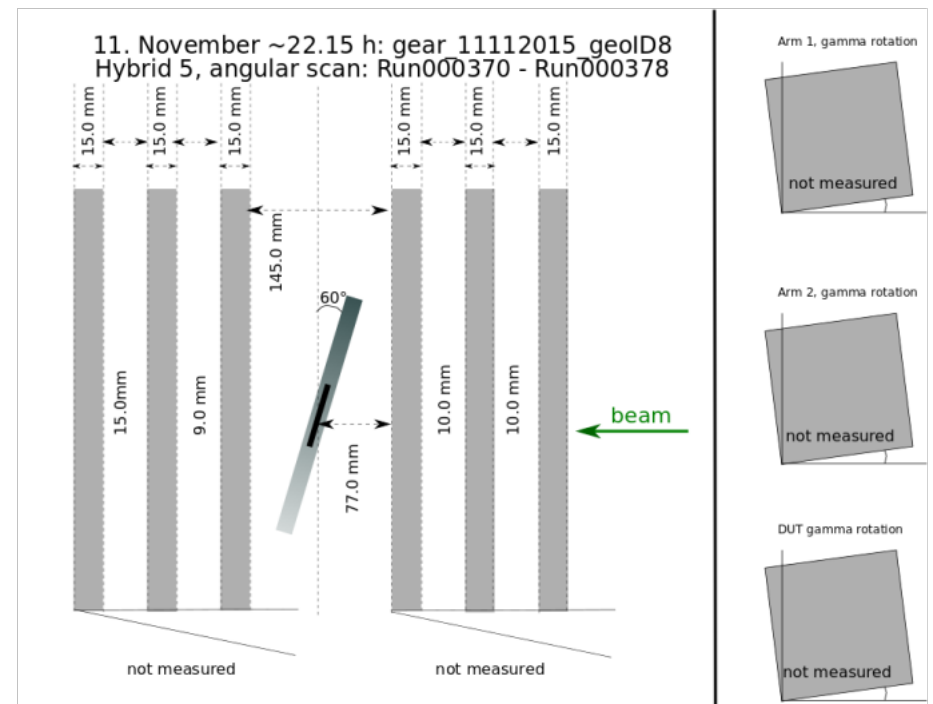 11. November ~22.15 h: gear_11112015_geoID8
Hybrid 5, angular scan: Run000370 - Run000378
15.0 mm
15.0 mm
15.0 mm
15.0 mm
15.0 mm
15.0 mm
145.0 mm
60°
15.0mm
9.0 mm
77.0 mm
10.0 mm
10.0 mm
beam
not measured
not measured
Arm 1, gamma rotation
not measured
Arm 2, gamma rotation
not measured
DUT gamma rotation
not measured